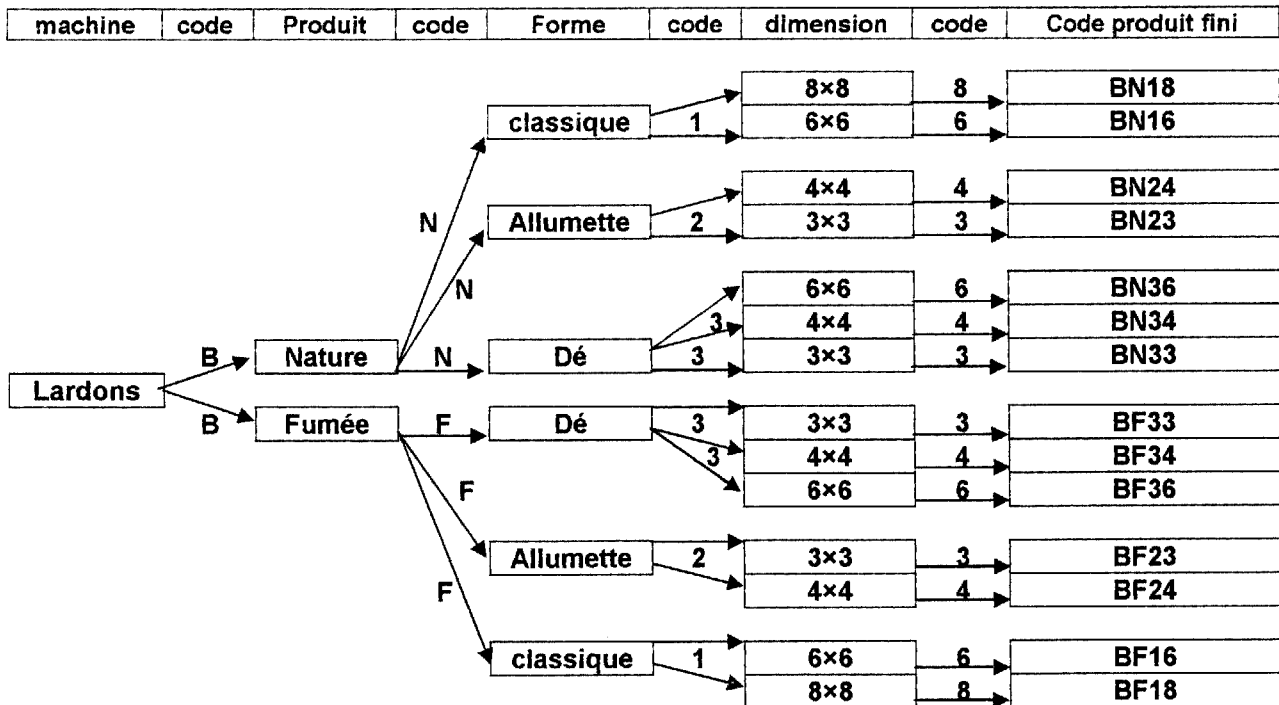 machine code Produit code Forme code dimension code Code produit fini
8×8 8 BN18
classique 1 6×6 6 BN16
4×4 4 BN24
N Allumette 2 3×3 3 BN23
N 6×6 6 BN36
3 4×4 4 BN34
B Nature N Dé 3 3×3 3 BN33
Lardons
B Fumée F Dé 3 3×3 3 BF33
3 4×4 4 BF34
F 6×6 6 BF36
Allumette 2 3×3 3 BF23
F 4×4 4 BF24
classique 1 6×6 6 BF16
8×8 8 BF18